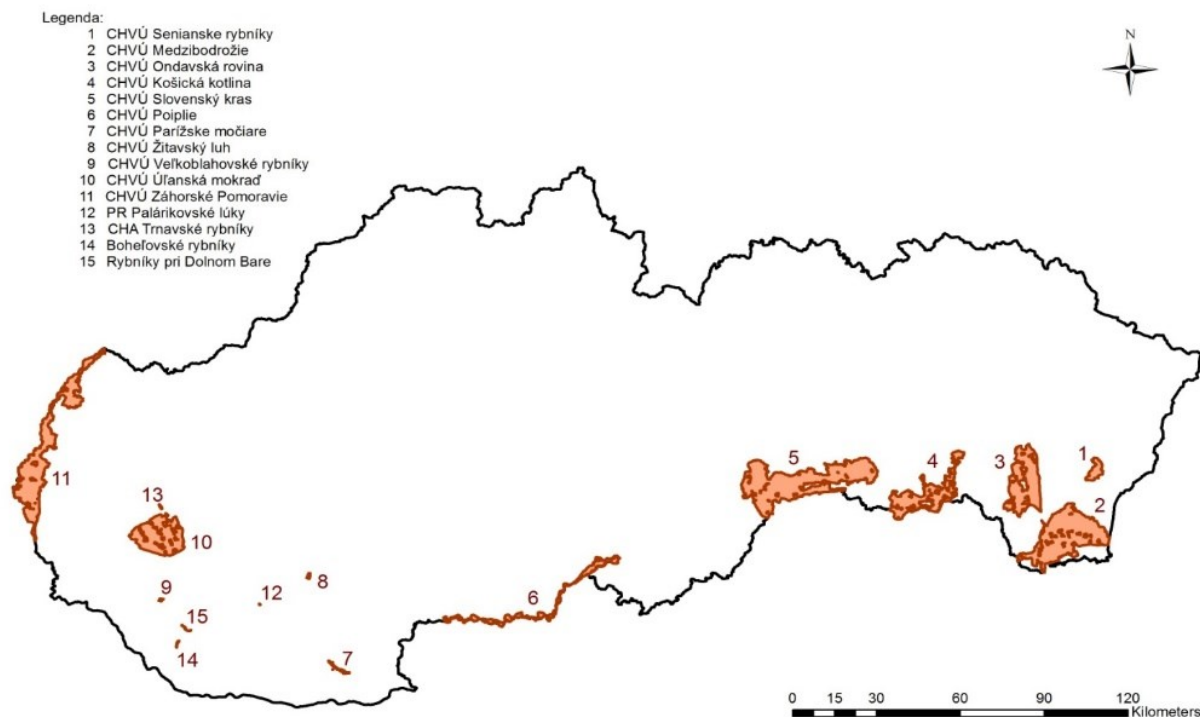 Legenda:
1 CHVÚ Senianske rybníky
2 CHVÚ Medzibodrožie
3 CHVÚ Ondavská rovina
4 CHVÚ Košická kotlina
5 CHVÚ Slovenský kras
6 CHVÚ Poiplie
7 CHVÚ Parížske močiare
8 CHVÚ Žitavský luh
9 CHVÚ Veľkoblahovské rybníky
10 CHVÚ Úľanská mokraď
11 CHVÚ Záhorské Pomoravie
12 PR Palárikovské lúky
13 CHA Trnavské rybníky
14 Boheľovské rybníky
15 Rybníky pri Dolnom Bare
N
5
4
3
1
2
11
13
10
9
12
8
6
15
14
7
0 15 30 60 90 120
Kilometers